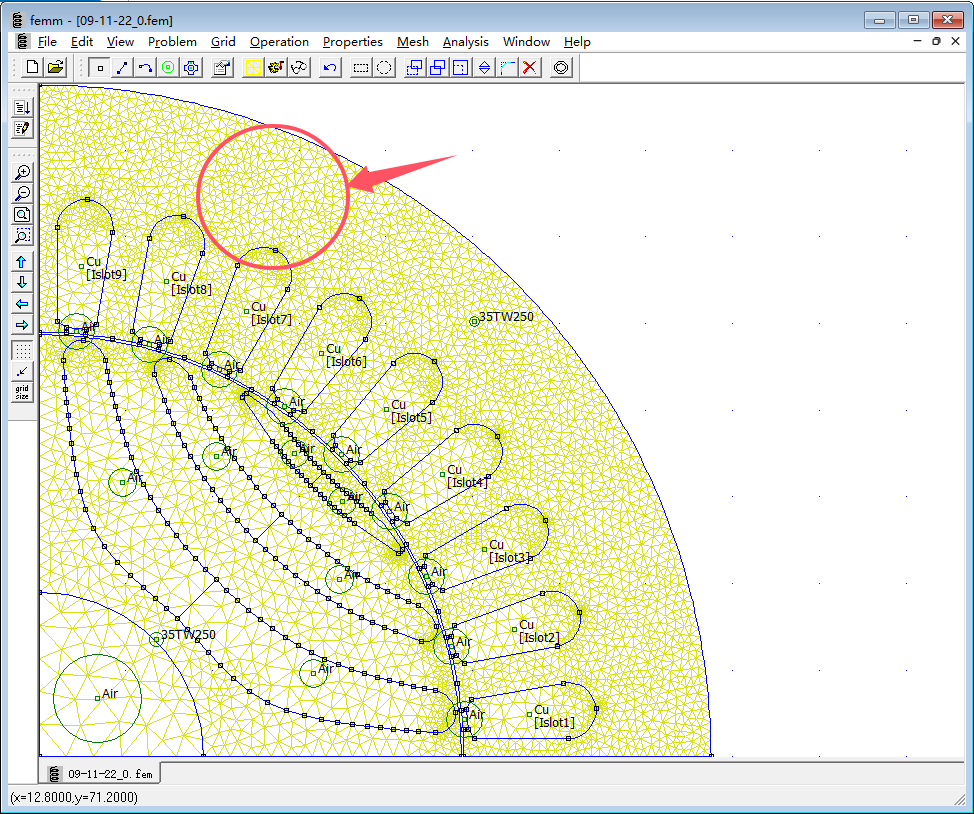 femm - [09-11-22_0.fem]
File Edit View Problem Grid Operation Properties Mesh Analysis Window Help
Cu
[Islot9]
Cu
[Islot8]
Cu
[Islot7]
35TW250
Air
Air
Cu
[Islot6]
Air
grid
size
Cu
[Islot5]
Air
Air
Air
Air
Cu
[Islot4]
Air
Air
Air
Cu
[Islot3]
Air
Air
Cu
[Islot2]
35TW250
Air
Air
Air
Cu
[Islot1]
Air
09-11-22_0.fem
(x=12.8000,y=71.2000)